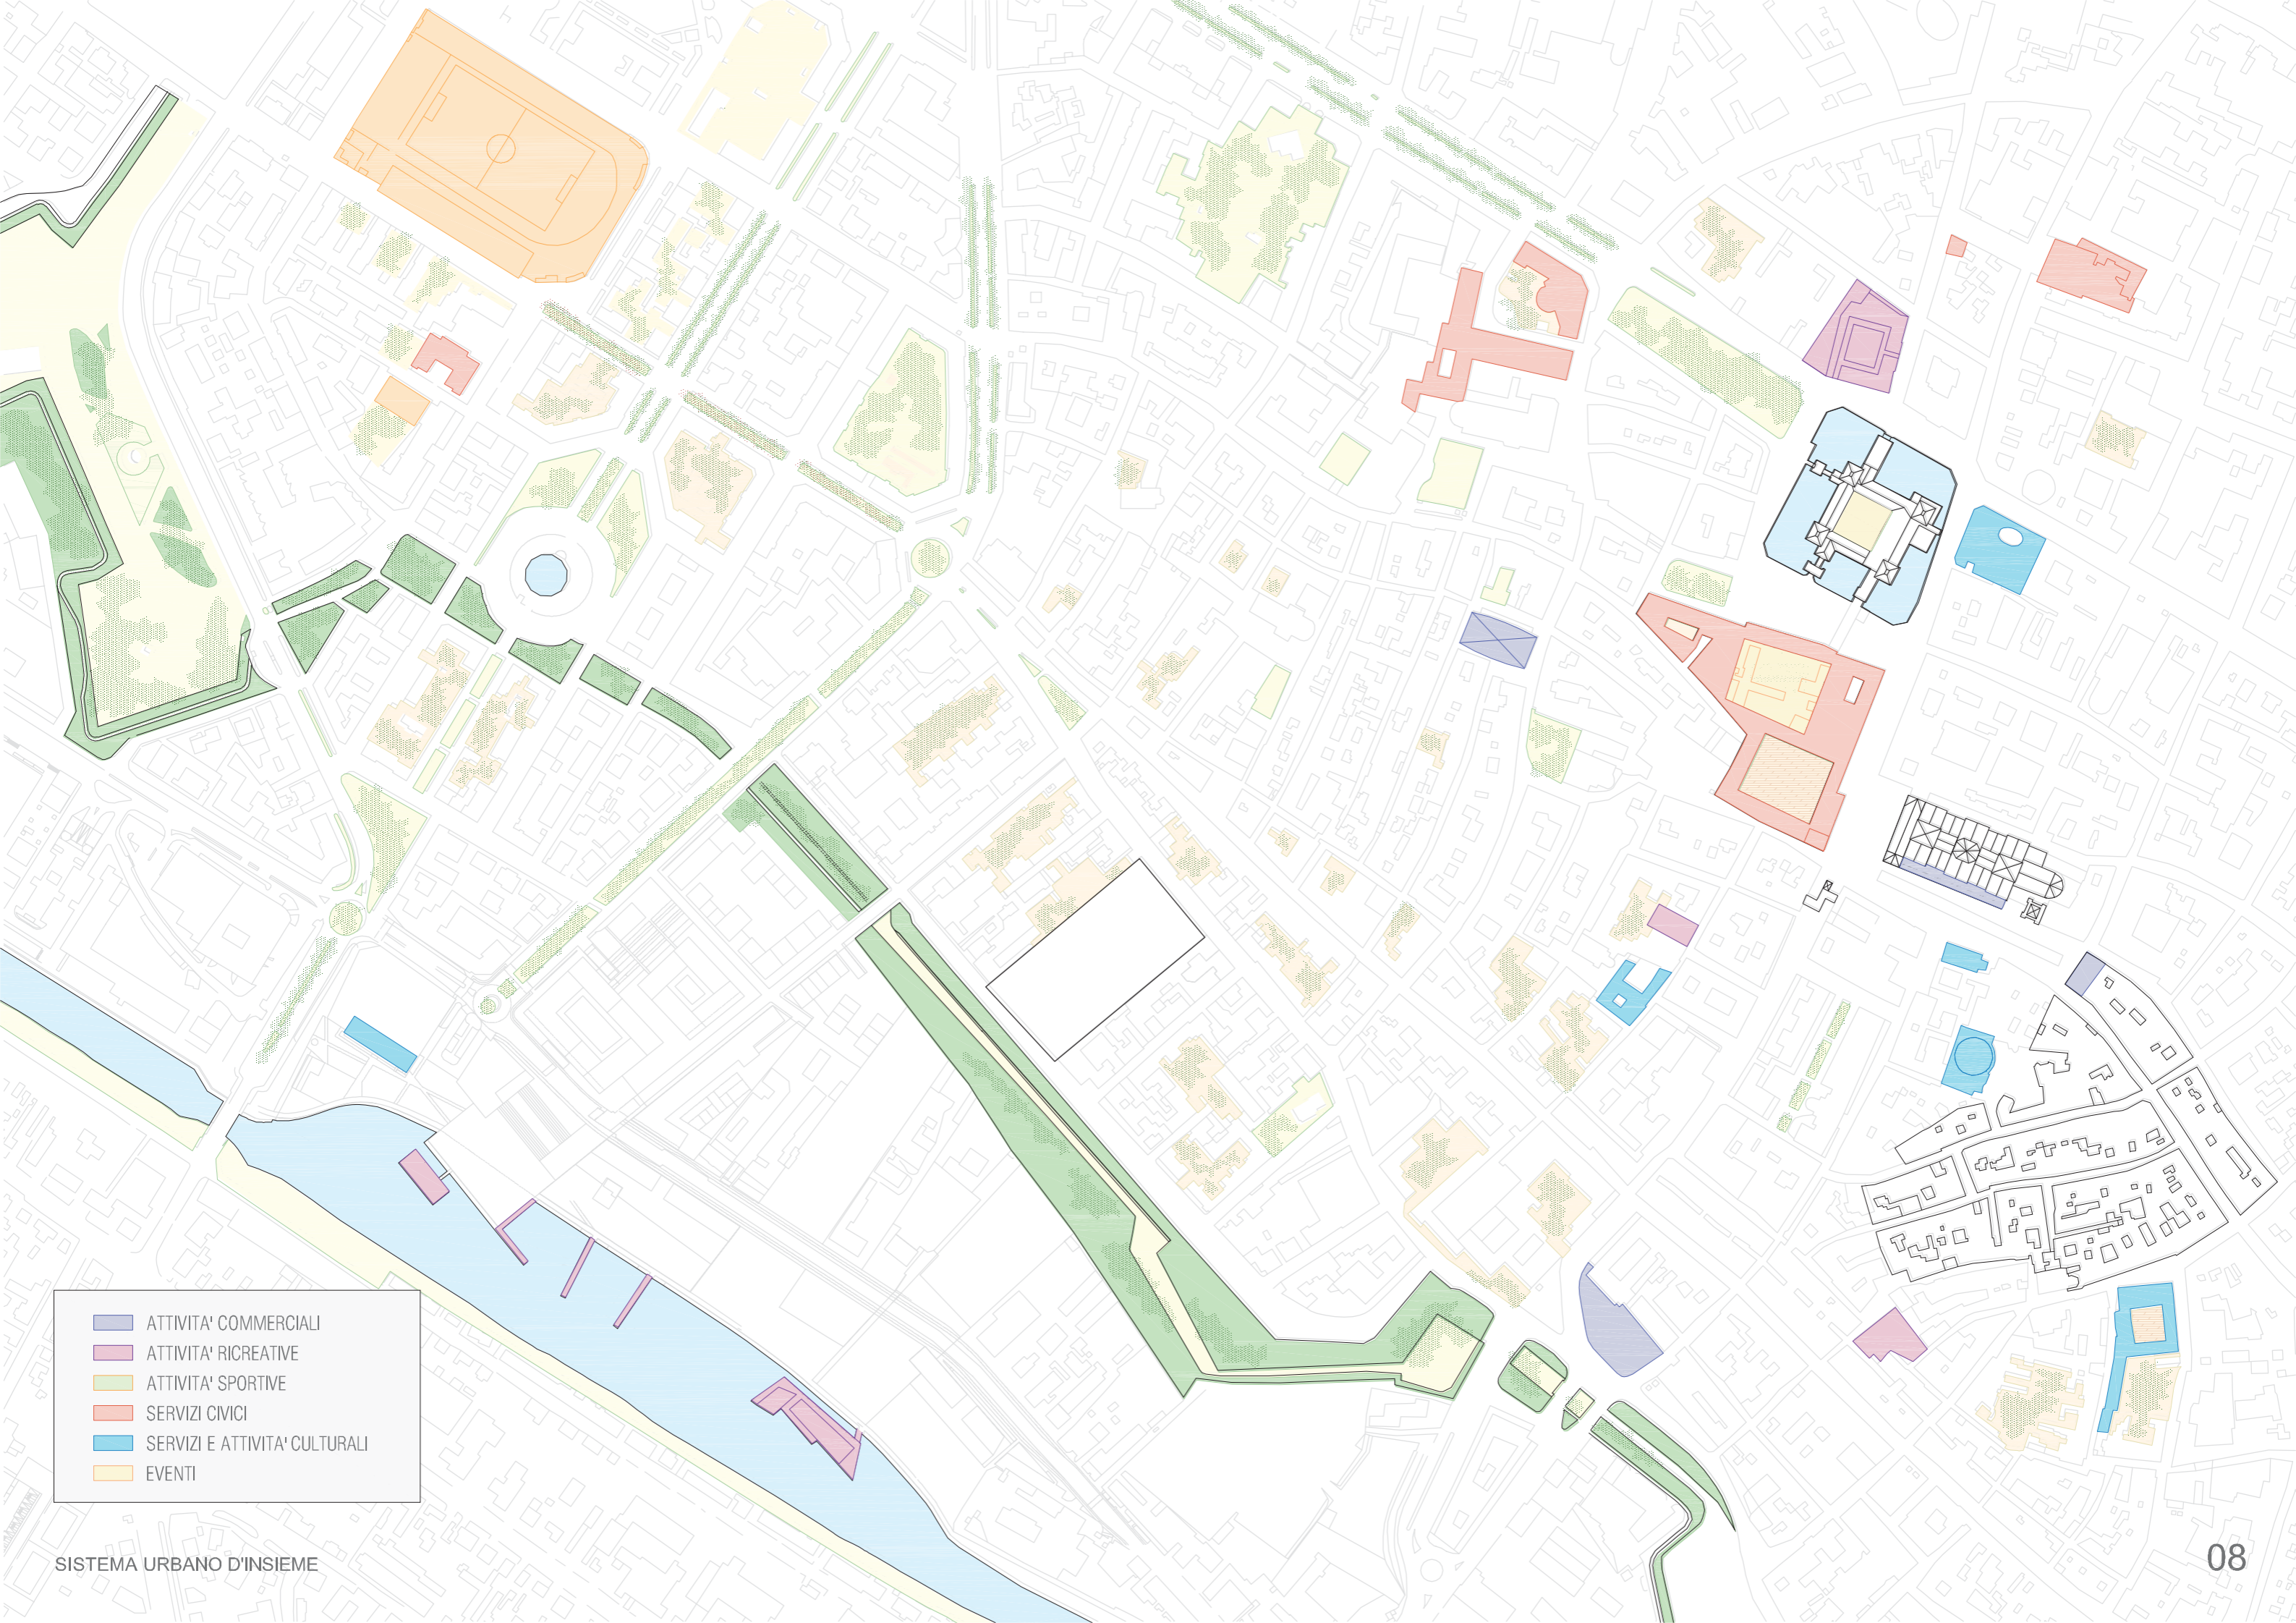 ATTIVITA' COMMERCIALI
ATTIVITA' RICREATIVE
ATTIVITA' SPORTIVE
SERVIZI CIVICI
SERVIZI E ATTIVITA' CULTURALI
EVENTI
SISTEMA URBANO D'INSIEME
08